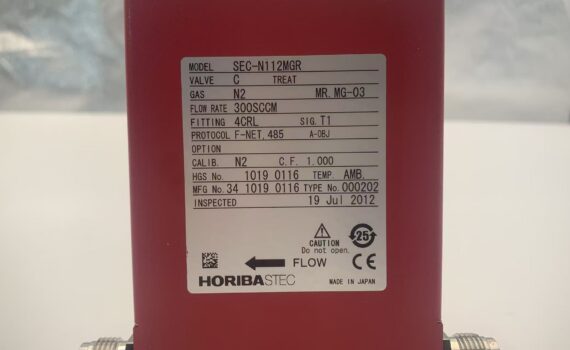 MODEL SEC-N112MGR
VALVE C TREAT
GAS N2 MR. MG-03
FLOW RATE 300SCCM
FITTING 4CRL SIG. T1
PROTOCOL F-NET, 485 A-OBJ
OPTION
CALIB. N2 C.F. 1.000
HGS No. 1019 0116 TEMP. AMB.
MFG No. 34 1019 0116 TYPE No. 000202
INSPECTED 19 Jul 2012
CAUTION
Do not open.
25
FLOW
CE
HORIBASTEC
MADE IN JAPAN